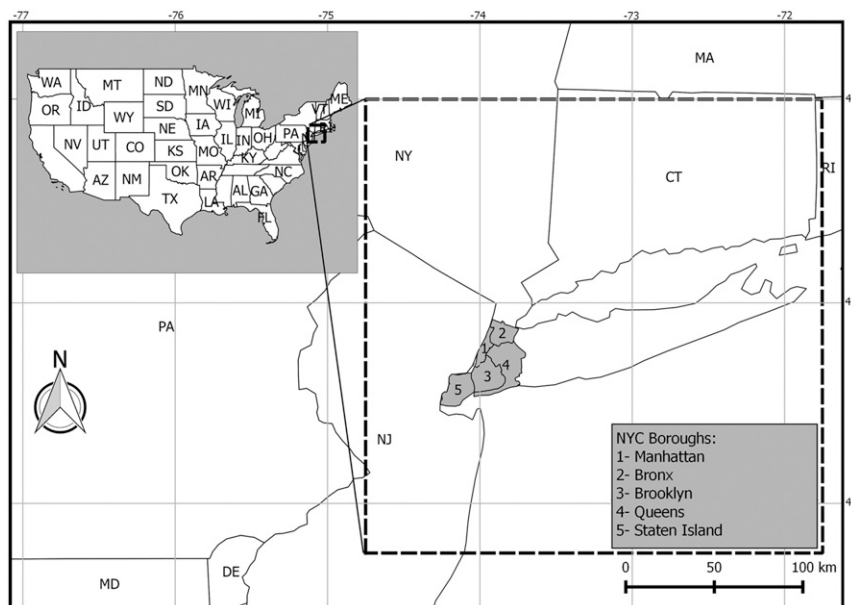 -77 -76 -75 -74 -73 -72
WA MT ND MN ME
OR ID SD WI VT
WY MI
NE IA PA
NV UT CO IL IN OH
KS MO KY
AZ NM OK AR NC
TX LA AL GA
FL
MA
NY CT RI
PA
N
NJ
1 2 3 4 5
NYC Boroughs:
1- Manhattan
2- Bronx
3- Brooklyn
4- Queens
5- Staten Island
0 50 100 km
MD DE